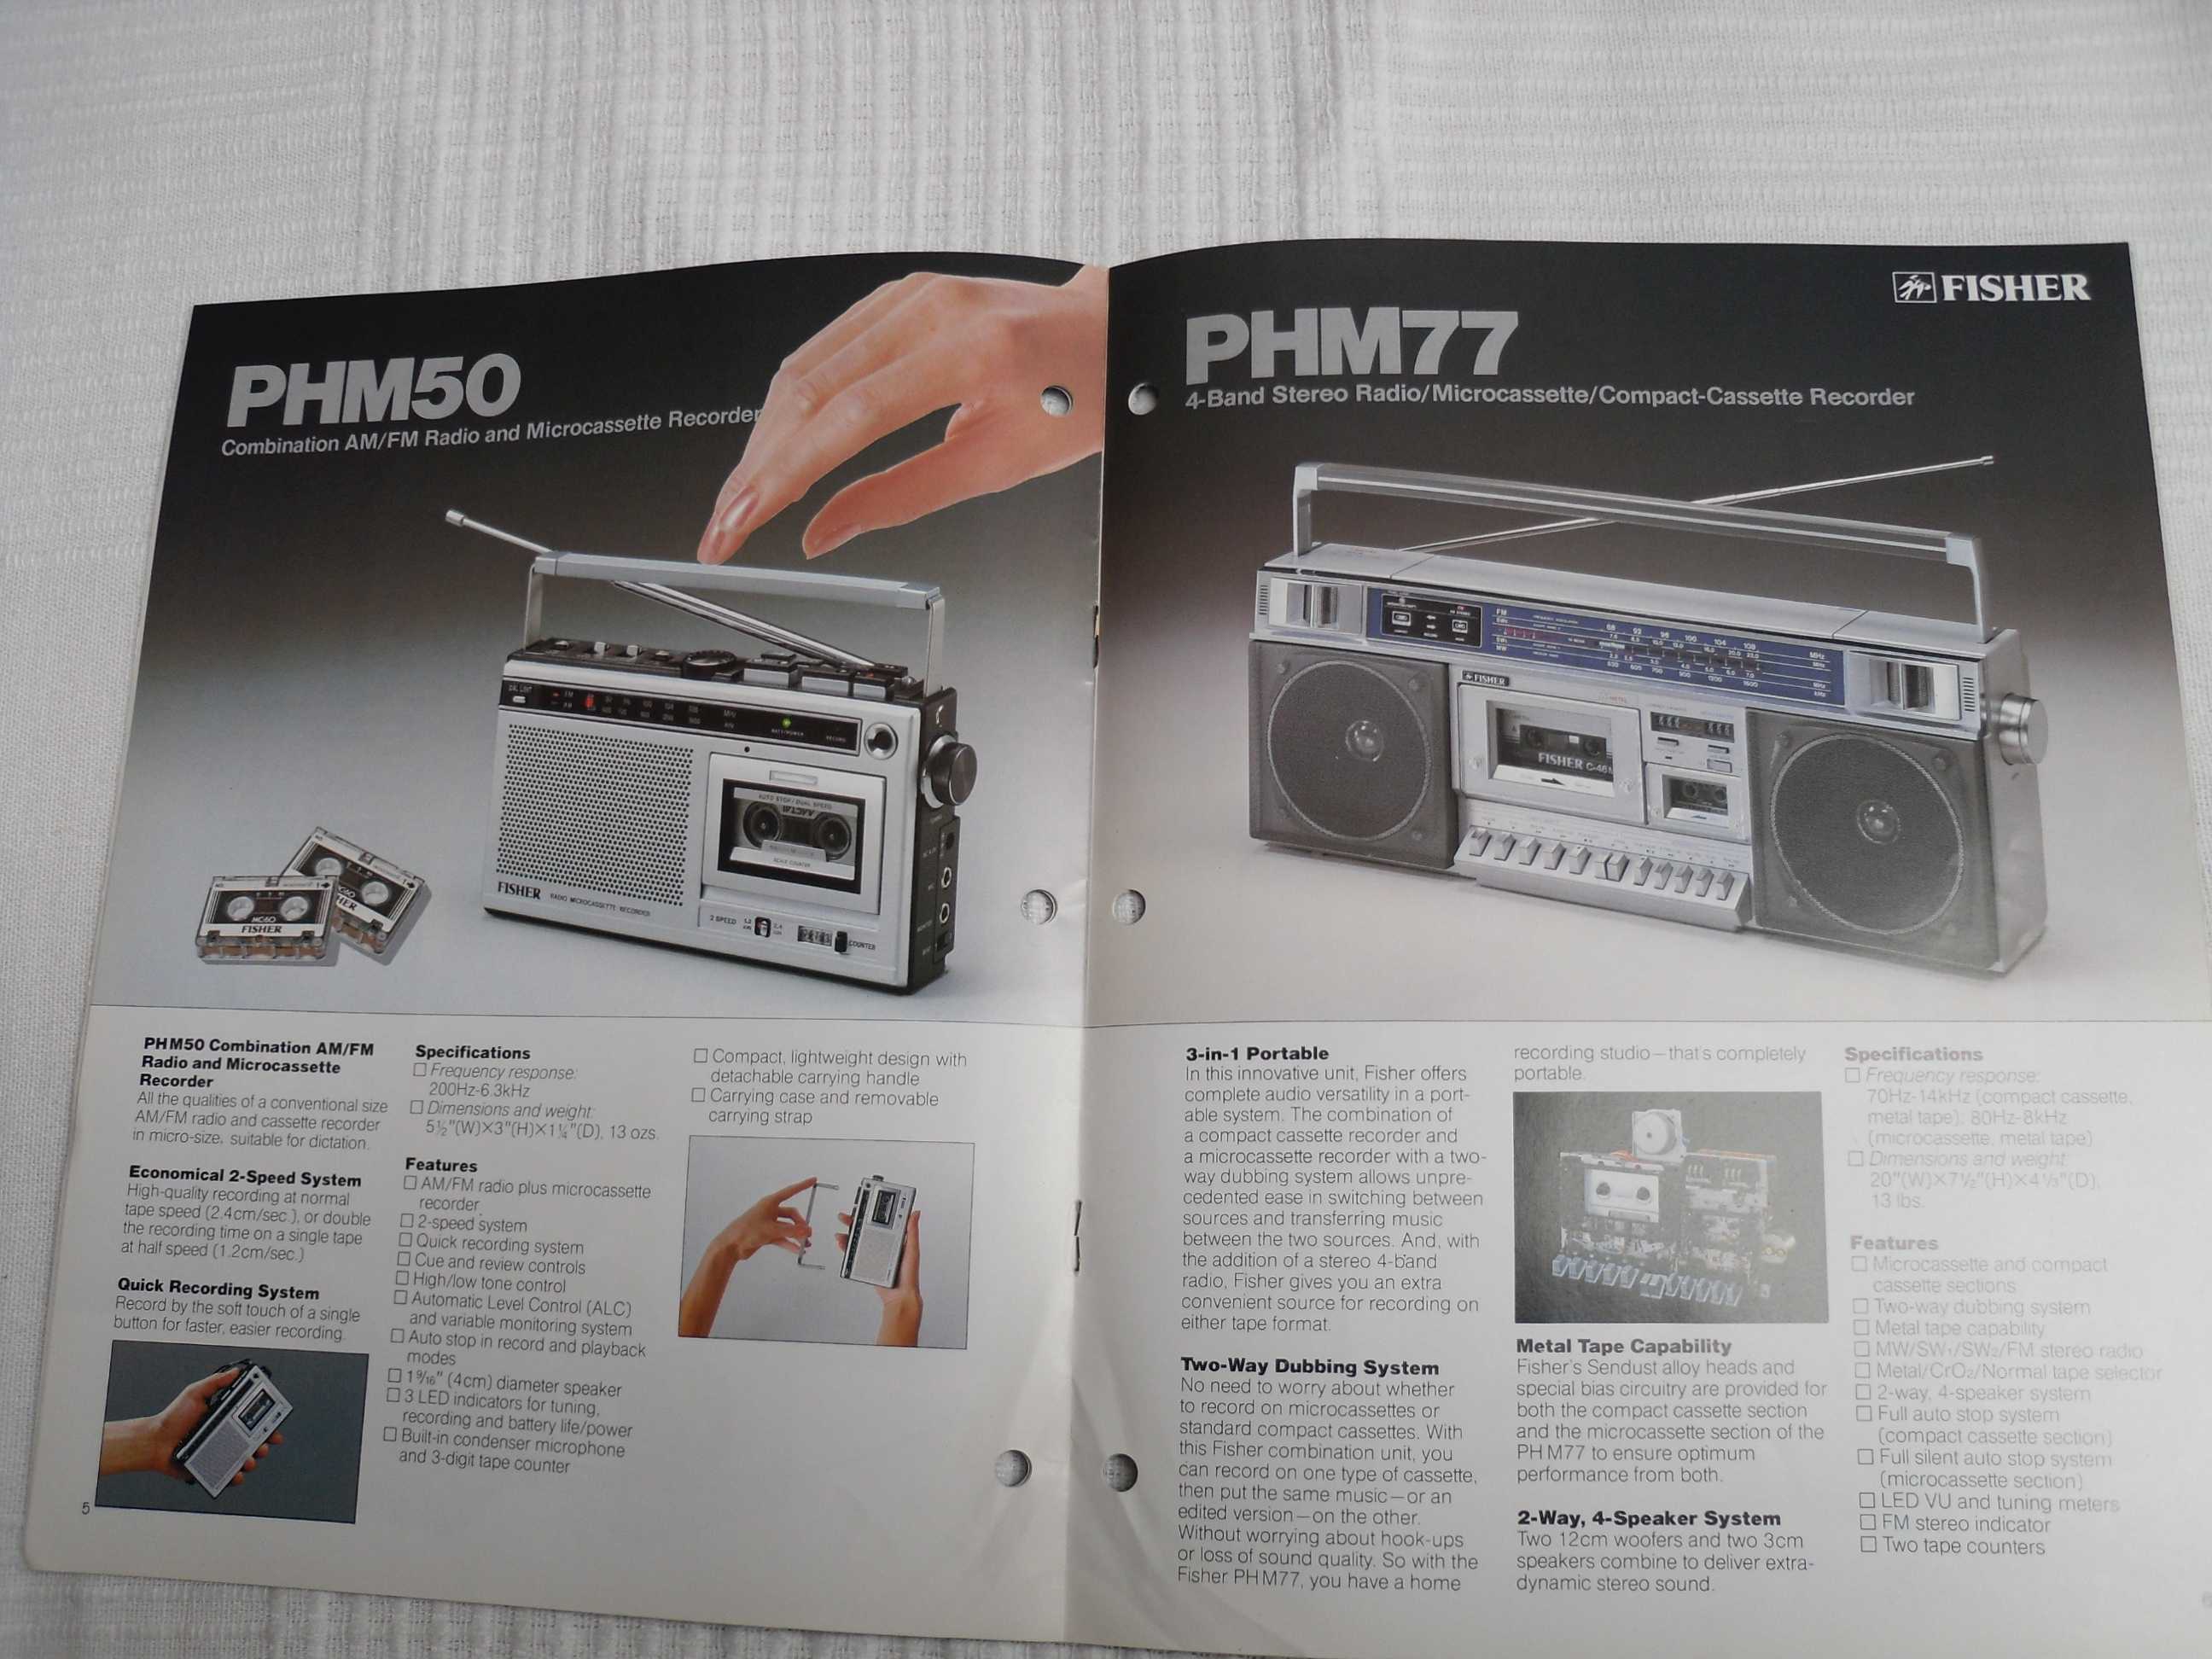 PHM50
Combination AM/FM Radio and Microcassette Recorder
FISHER
RADIO MICROCASSETTE RECORDER
2 SPEED
COUNTER
MC60
FISHER
PHM50 Combination AM/FM
Radio and Microcassette
Recorder
All the qualities of a conventional size
AM/FM radio and cassette recorder
in micro-size, suitable for dictation.
Economical 2-Speed System
High-quality recording at normal
tape speed (2.4cm/sec.), or double
the recording time on a single tape
at half speed (1.2cm/sec.)
Quick Recording System
Record by the soft touch of a single
button for faster, easier recording.
5
Specifications
☐ Frequency response:
200Hz-6.3kHz
☐ Dimensions and weight:
5½"(W)×3"(H)×1¼"(D), 13 ozs.
Features
☐ AM/FM radio plus microcassette
recorder
☐ 2-speed system
☐ Quick recording system
☐ Cue and review controls
☐ High/low tone control
☐ Automatic Level Control (ALC)
and variable monitoring system
☐ Auto stop in record and playback
modes
☐ 1 9/16" (4cm) diameter speaker
☐ 3 LED indicators for tuning,
recording and battery life/power
☐ Built-in condenser microphone
and 3-digit tape counter
☐ Compact, lightweight design with
detachable carrying handle
☐ Carrying case and removable
carrying strap
FISHER
PHM77
4-Band Stereo Radio/Microcassette/Compact-Cassette Recorder
FISHER
FISHER C-46
3-in-1 Portable
In this innovative unit, Fisher offers
complete audio versatility in a port-
able system. The combination of
a compact cassette recorder and
a microcassette recorder with a two-
way dubbing system allows unpre-
cedented ease in switching between
sources and transferring music
between the two sources. And, with
the addition of a stereo 4-band
radio, Fisher gives you an extra
convenient source for recording on
either tape format.
Two-Way Dubbing System
No need to worry about whether
to record on microcassettes or
standard compact cassettes. With
this Fisher combination unit, you
can record on one type of cassette,
then put the same music—or an
edited version—on the other.
Without worrying about hook-ups
or loss of sound quality. So with the
Fisher PHM77, you have a home
recording studio—that's completely
portable.
Metal Tape Capability
Fisher's Sendust alloy heads and
special bias circuitry are provided for
both the compact cassette section
and the microcassette section of the
PHM77 to ensure optimum
performance from both.
2-Way, 4-Speaker System
Two 12cm woofers and two 3cm
speakers combine to deliver extra-
dynamic stereo sound.
Specifications
☐ Frequency response:
70Hz-14kHz (compact cassette,
metal tape); 80Hz-8kHz
(microcassette, metal tape)
☐ Dimensions and weight:
20"(W)×7½"(H)×4⅓"(D),
13 lbs.
Features
☐ Microcassette and compact
cassette sections
☐ Two-way dubbing system
☐ Metal tape capability
☐ MW/SW₁/SW₂/FM stereo radio
☐ Metal/CrO₂/Normal tape selector
☐ 2-way, 4-speaker system
☐ Full auto stop system
(compact cassette section)
☐ Full silent auto stop system
(microcassette section)
☐ LED VU and tuning meters
☐ FM stereo indicator
☐ Two tape counters